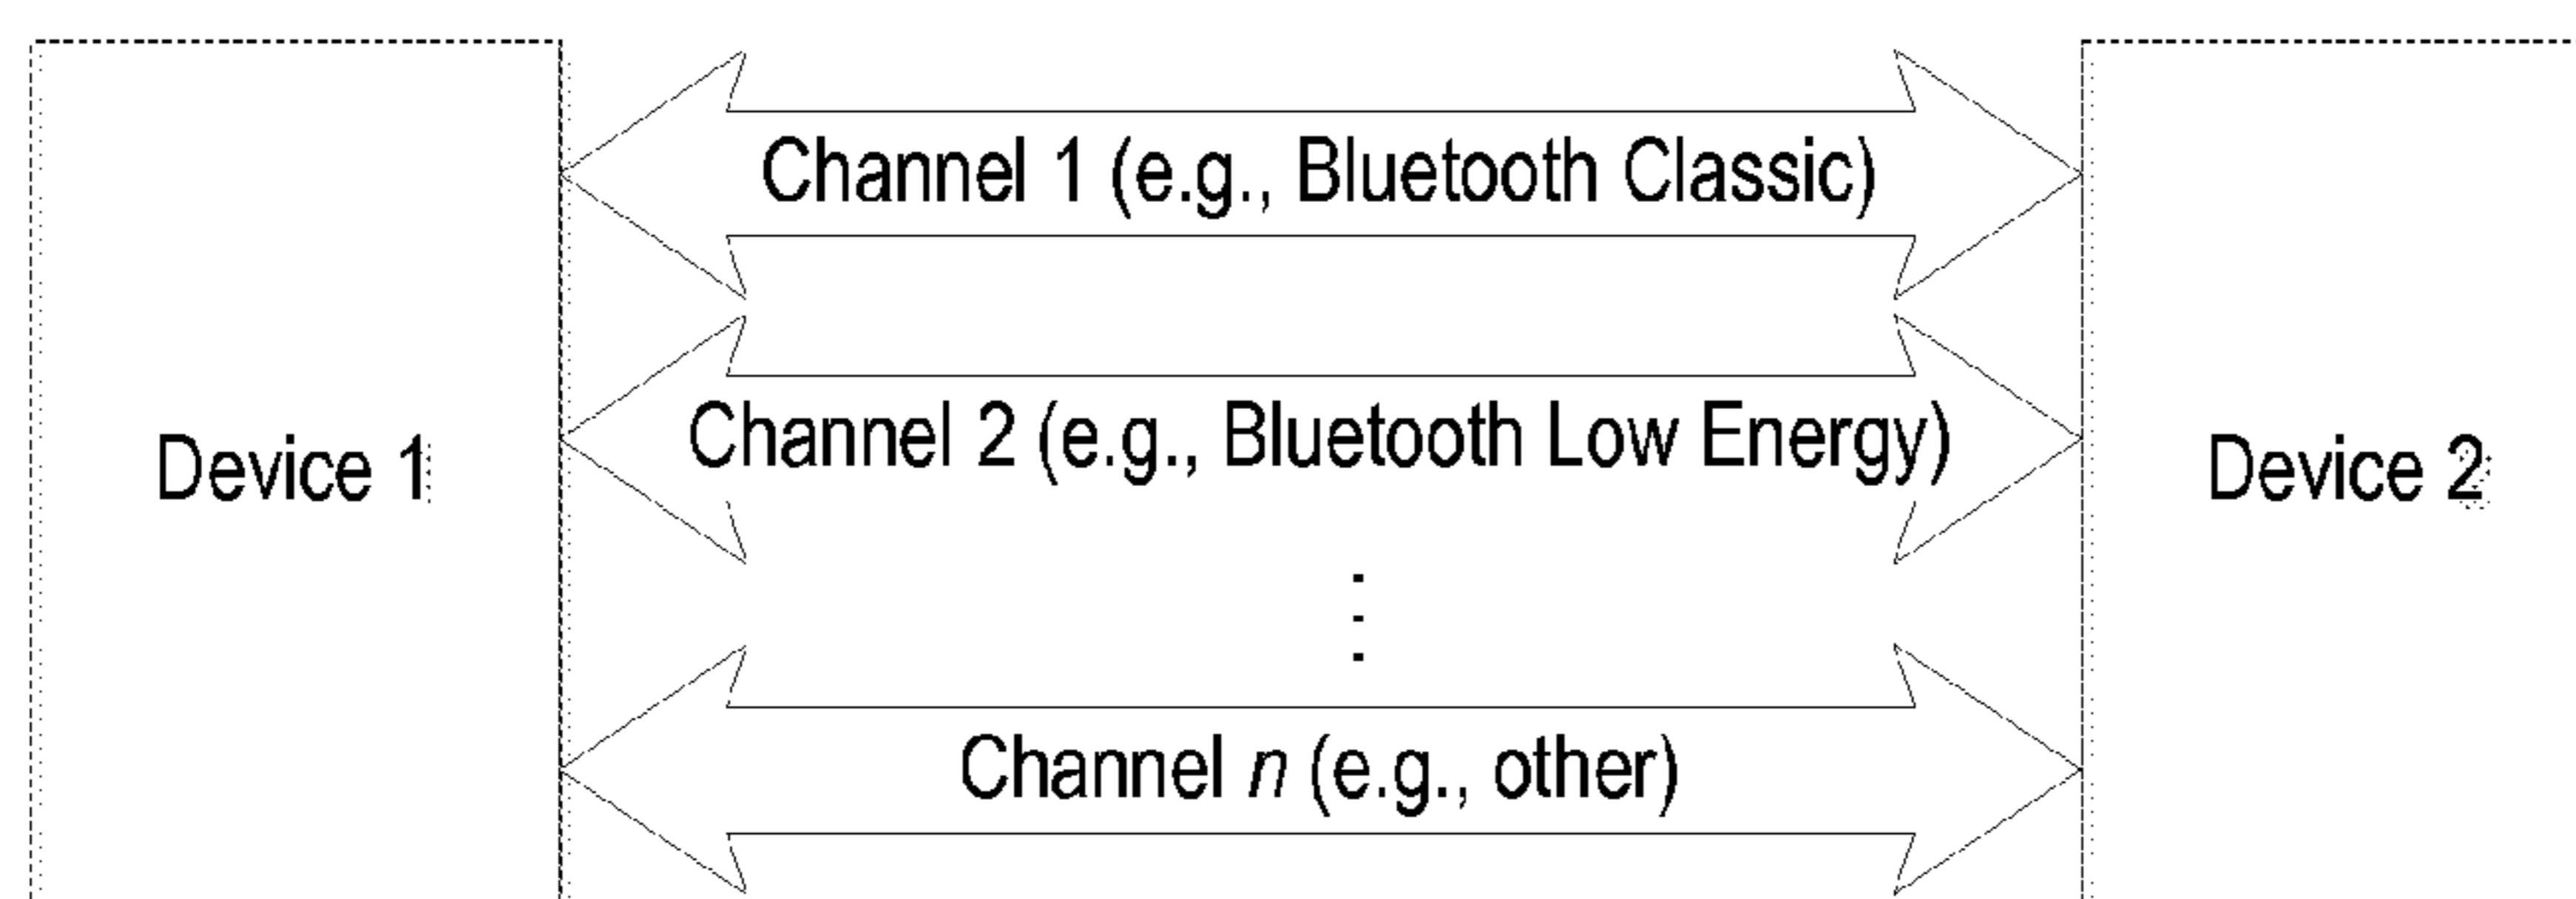 Channel 1 (e.g., Bluetooth Classic)
Channel 2 (e.g., Bluetooth Low Energy)
Device 1
Device 2
Channel n (e.g., other)